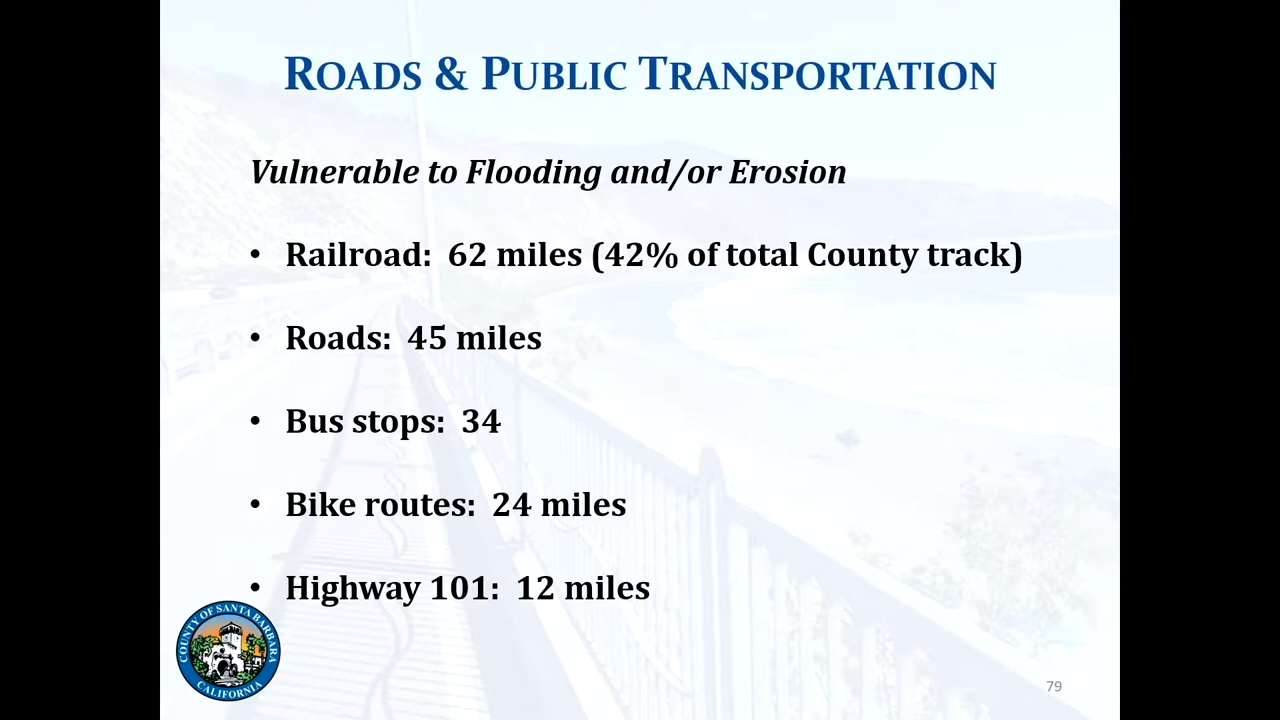 ROADS & PUBLIC TRANSPORTATION
Vulnerable to Flooding and/or Erosion
• Railroad: 62 miles (42% of total County track)
• Roads: 45 miles
• Bus stops: 34
• Bike routes: 24 miles
• Highway 101: 12 miles
COUNTY OF SANTA BARBARA
CALIFORNIA
79